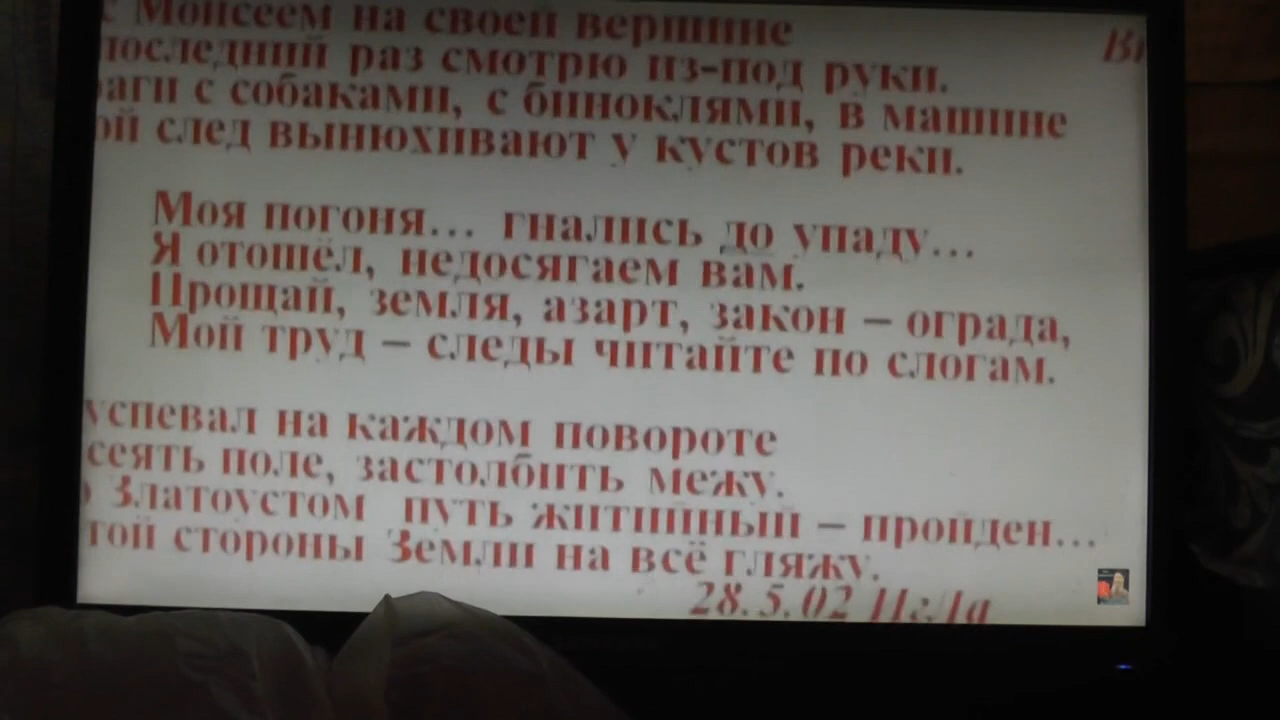 с Моисеем на своей вершине
последний раз смотрю из-под руки.
раги с собаками, с биноклями, в машине
ой след вынюхивают у кустов реки.
Моя погоня... гнались до упаду...
Я отошёл, недосягаем вам.
Прощай, земля, азарт, закон – ограда,
Мой труд – следы читайте по слогам.
успевал на каждом повороте
сеять поле, застолбить межу.
Златоустом путь житийный – пройден...
той стороны Земли на всё гляжу.
28.5.02